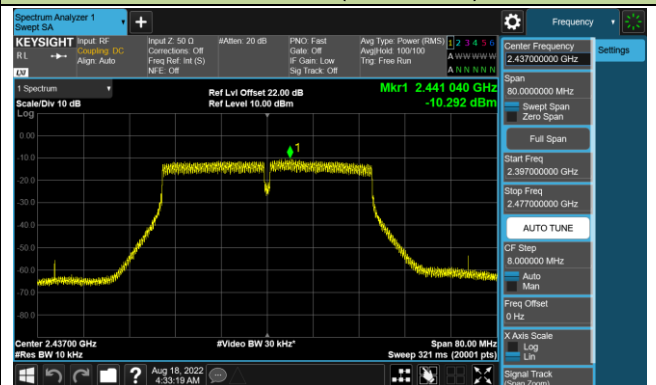 Spectrum Analyzer 1
Swept SA
Frequency
KEYSIGHT
RL
LXI
Input: RF
Coupling: DC
Align: Auto
Input Z: 50 Ω
Corrections: Off
Freq Ref: Int (S)
NFE: Off
#Atten: 20 dB
PNO: Fast
Gate: Off
IF Gain: Low
Sig Track: Off
Avg Type: Power (RMS)
Avg|Hold: 100/100
Trig: Free Run
1 2 3 4 5 6
A W W W W W
A N N N N N
1 Spectrum
Scale/Div 10 dB
Log
Ref Lvl Offset 22.00 dB
Ref Level 10.00 dBm
Mkr1 2.441 040 GHz
-10.292 dBm
1
0.00
-10.0
-20.0
-30.0
-40.0
-50.0
-60.0
-70.0
-80.0
Center 2.43700 GHz
#Res BW 10 kHz
#Video BW 30 kHz*
Span 80.00 MHz
Sweep 321 ms (20001 pts)
Aug 18, 2022
4:33:19 AM
Center Frequency
2.437000000 GHz
Span
80.0000000 MHz
Swept Span
Zero Span
Full Span
Start Freq
2.397000000 GHz
Stop Freq
2.477000000 GHz
AUTO TUNE
CF Step
8.000000 MHz
Auto
Man
Freq Offset
0 Hz
X Axis Scale
Log
Lin
Signal Track
(Span Zoom)
Settings